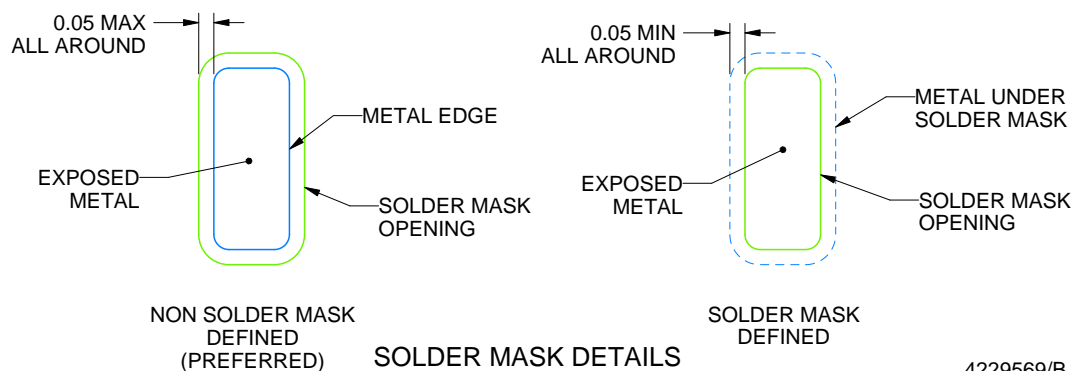 0.05 MAX
ALL AROUND
METAL EDGE
EXPOSED
METAL
SOLDER MASK
OPENING
NON SOLDER MASK
DEFINED
(PREFERRED)
0.05 MIN
ALL AROUND
METAL UNDER
SOLDER MASK
EXPOSED
METAL
SOLDER MASK
OPENING
SOLDER MASK
DEFINED
SOLDER MASK DETAILS
4229569/B